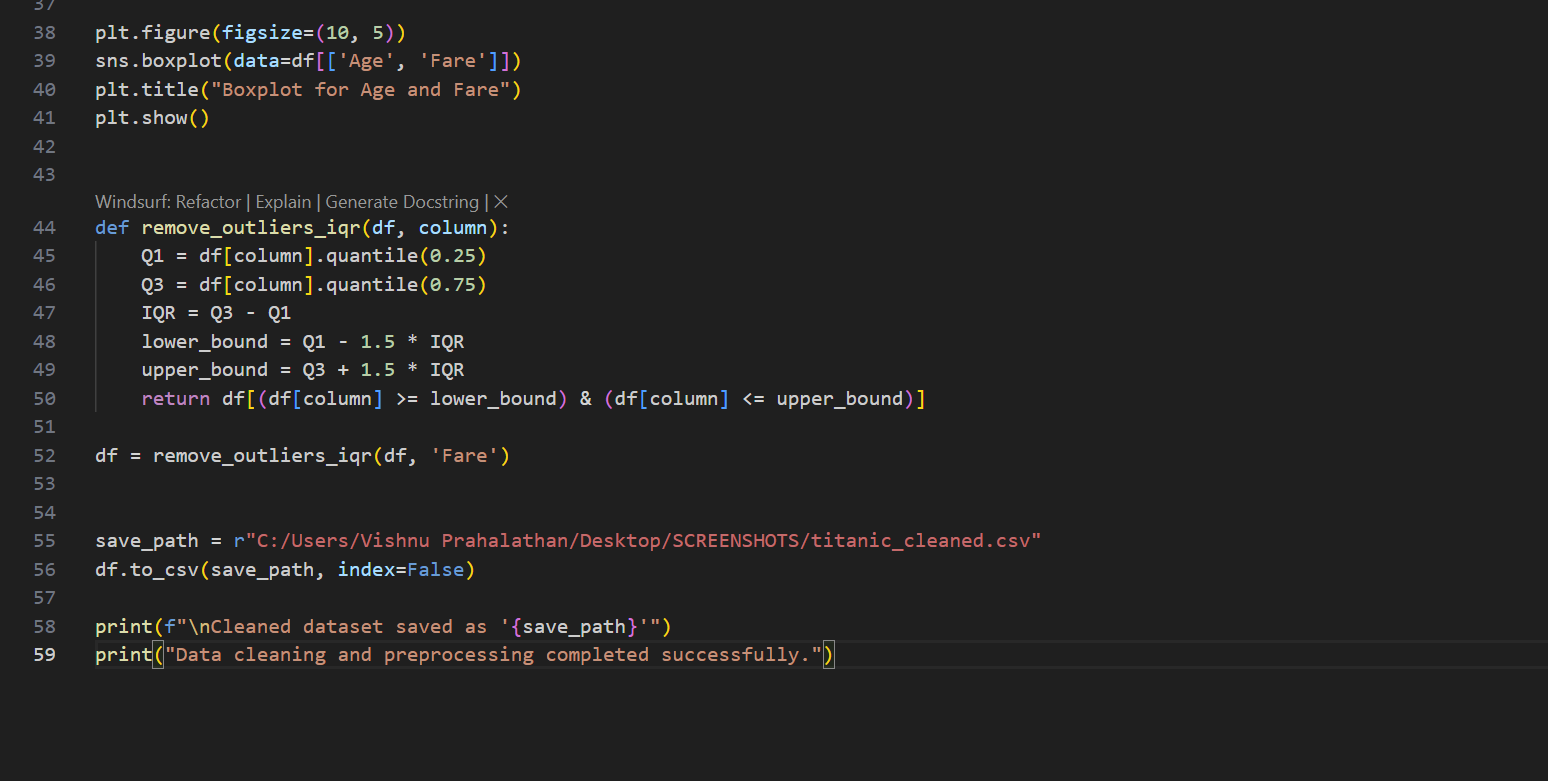 37
38 plt.figure(figsize=(10, 5))
39 sns.boxplot(data=df[['Age', 'Fare']])
40 plt.title("Boxplot for Age and Fare")
41 plt.show()
42
43
Windsurf: Refactor | Explain | Generate Docstring | ×
44 def remove_outliers_iqr(df, column):
45     Q1 = df[column].quantile(0.25)
46     Q3 = df[column].quantile(0.75)
47     IQR = Q3 - Q1
48     lower_bound = Q1 - 1.5 * IQR
49     upper_bound = Q3 + 1.5 * IQR
50     return df[(df[column] >= lower_bound) & (df[column] <= upper_bound)]
51
52 df = remove_outliers_iqr(df, 'Fare')
53
54
55 save_path = r"C:/Users/Vishnu Prahalathan/Desktop/SCREENSHOTS/titanic_cleaned.csv"
56 df.to_csv(save_path, index=False)
57
58 print(f"\nCleaned dataset saved as '{save_path}'")
59 print("Data cleaning and preprocessing completed successfully.")